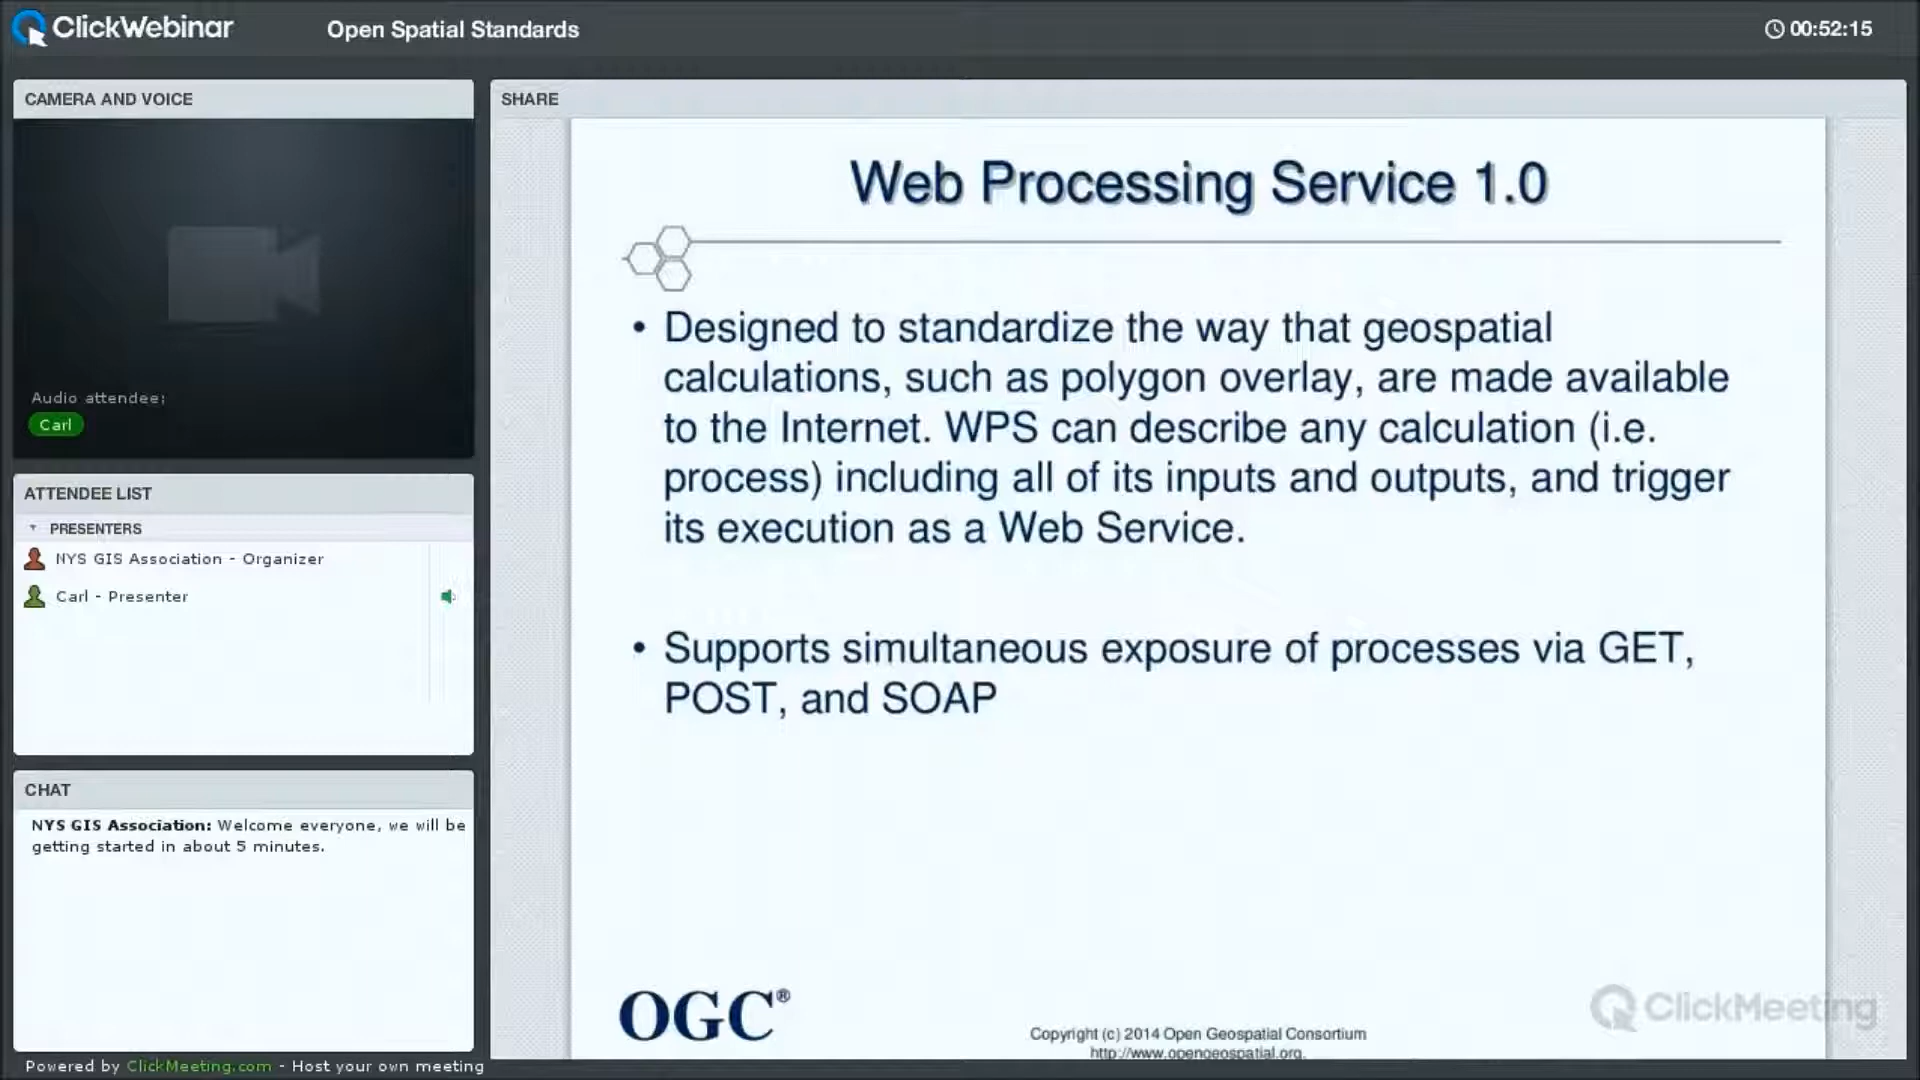 ClickWebinar
Open Spatial Standards
00:52:15
CAMERA AND VOICE
Audio attendee:
Carl
ATTENDEE LIST
PRESENTERS
NYS GIS Association - Organizer
Carl - Presenter
CHAT
NYS GIS Association: Welcome everyone, we will be
getting started in about 5 minutes.
Powered by ClickMeeting.com - Host your own meeting
SHARE
Web Processing Service 1.0
• Designed to standardize the way that geospatial
calculations, such as polygon overlay, are made available
to the Internet. WPS can describe any calculation (i.e.
process) including all of its inputs and outputs, and trigger
its execution as a Web Service.
• Supports simultaneous exposure of processes via GET,
POST, and SOAP
OGC®
Copyright (c) 2014 Open Geospatial Consortium
http://www.opengeospatial.org.
ClickMeeting